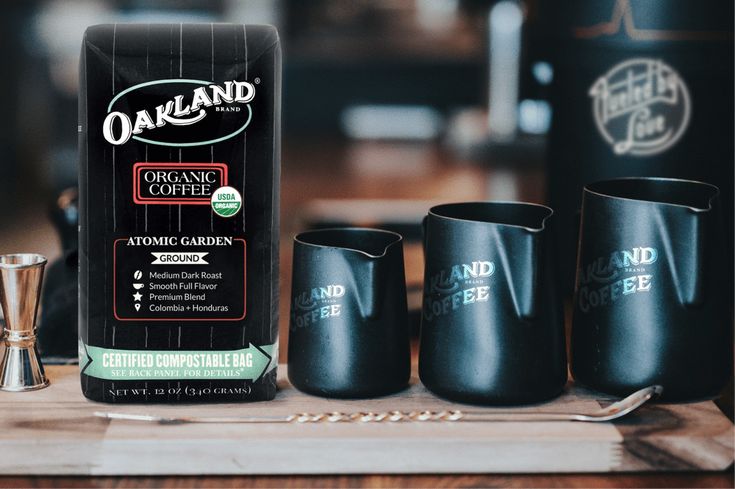 OAKLAND®
BRAND
ORGANIC
COFFEE
USDA
ORGANIC
ATOMIC GARDEN
GROUND
Medium Dark Roast
Smooth Full Flavor
Premium Blend
Colombia + Honduras
CERTIFIED COMPOSTABLE BAG
SEE BACK PANEL FOR DETAILS*
NET WT. 12 OZ (340 GRAMS)
LAND
BRAND
COFFEE
OAKLAND
BRAND
COFFEE
OAKLAND
BRAND
COFFEE
Fueled by
Love